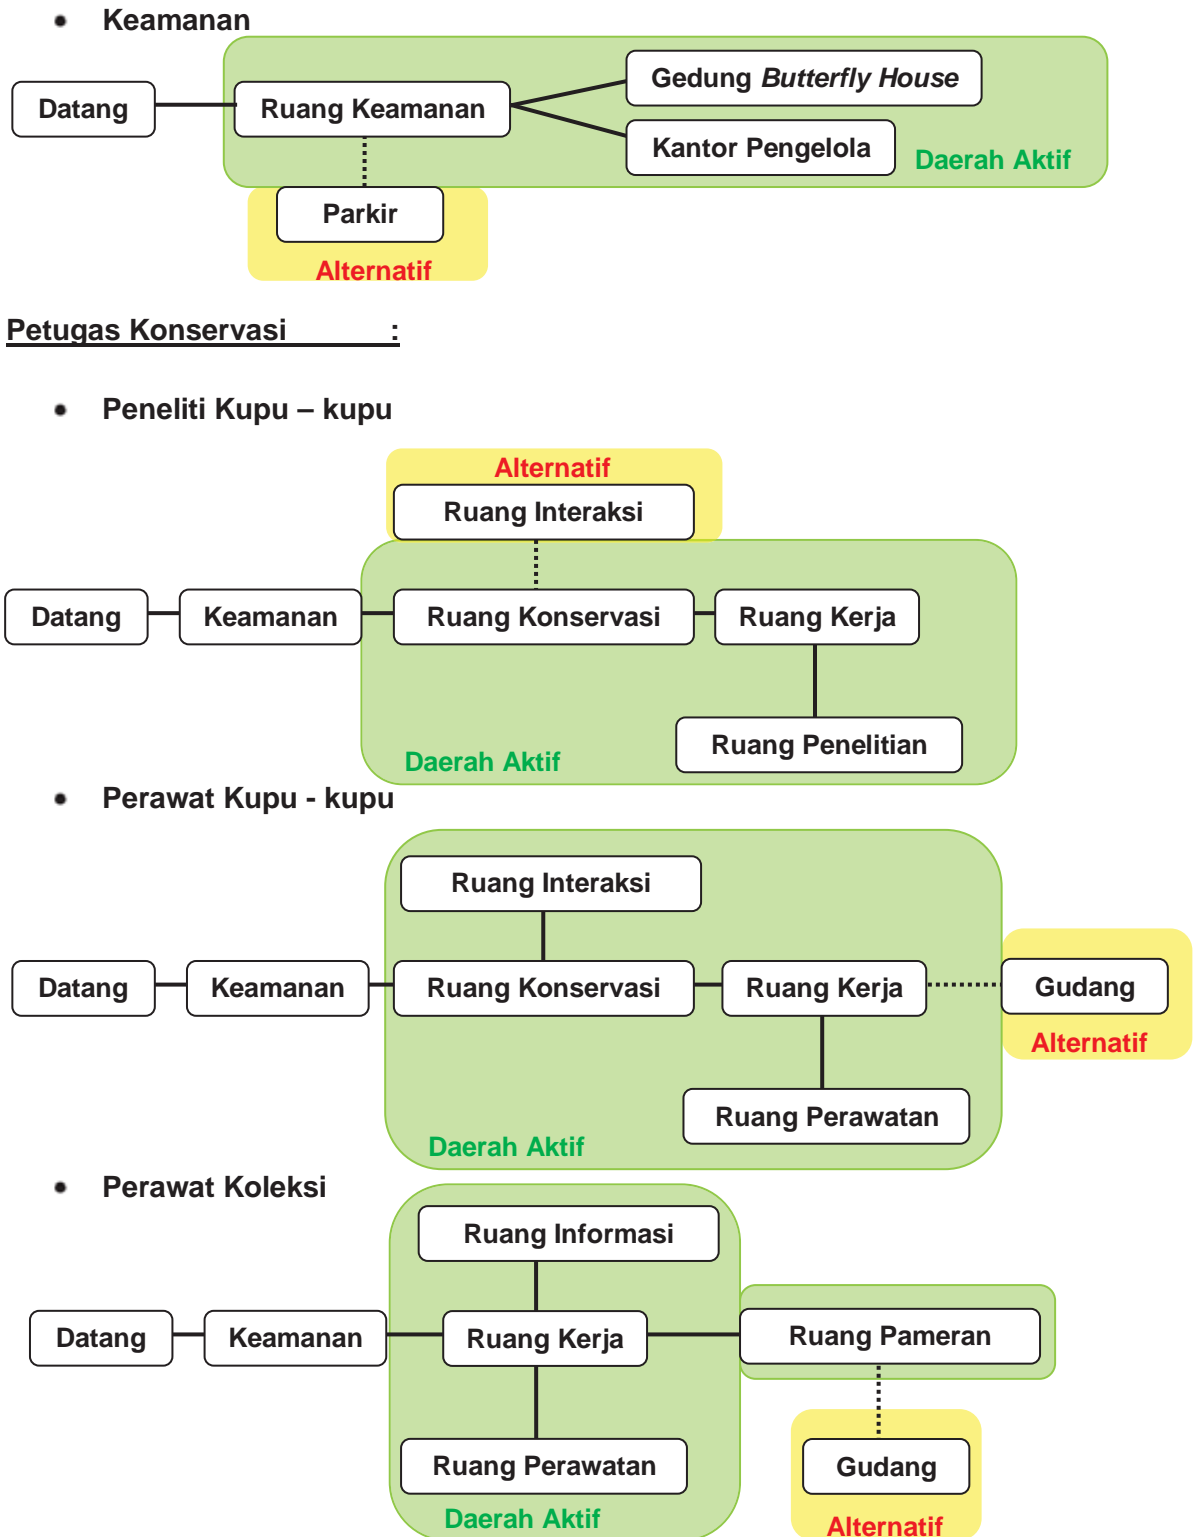 Keamanan
Gedung Butterfly House
Datang
Ruang Keamanan
Kantor Pengelola
Daerah Aktif
Parkir
Alternatif
Petugas Konservasi :
Peneliti Kupu – kupu
Alternatif
Ruang Interaksi
Datang
Keamanan
Ruang Konservasi
Ruang Kerja
Ruang Penelitian
Daerah Aktif
Perawat Kupu - kupu
Ruang Interaksi
Datang
Keamanan
Ruang Konservasi
Ruang Kerja
Gudang
Alternatif
Ruang Perawatan
Daerah Aktif
Perawat Koleksi
Ruang Informasi
Datang
Keamanan
Ruang Kerja
Ruang Pameran
Ruang Perawatan
Gudang
Daerah Aktif
Alternatif